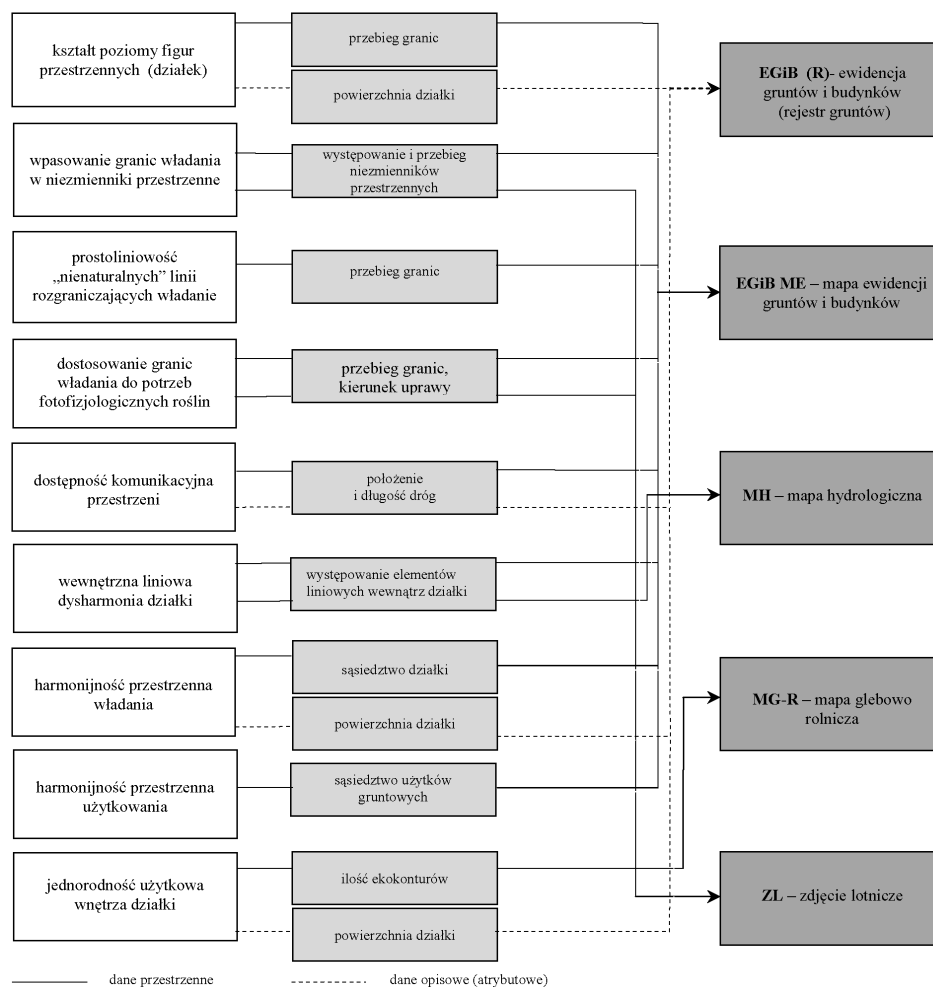 kształt poziomy figur
przestrzennych (działek)
przebieg granic
powierzchnia działki
EGiB (R)- ewidencja
gruntów i budynków
(rejestr gruntów)
wpasowanie granic władania
w niezmienniki przestrzenne
występowanie i przebieg
niezmienników
przestrzennych
prostoliniowość
„nienaturalnych” linii
rozgraniczających władanie
przebieg granic
EGiB ME – mapa ewidencji
gruntów i budynków
dostosowanie granic
władania do potrzeb
fotofizjologicznych roślin
przebieg granic,
kierunek uprawy
dostępność komunikacyjna
przestrzeni
położenie
i długość dróg
MH – mapa hydrologiczna
wewnętrzna liniowa
dysharmonia działki
występowanie elementów
liniowych wewnątrz działki
harmonijność przestrzenna
władania
sąsiedztwo działki
powierzchnia działki
MG-R – mapa glebowo
rolnicza
harmonijność przestrzenna
użytkowania
sąsiedztwo użytków
gruntowych
jednorodność użytkowa
wnętrza działki
ilość ekokonturów
powierzchnia działki
ZL – zdjęcie lotnicze
dane przestrzenne
dane opisowe (atrybutowe)